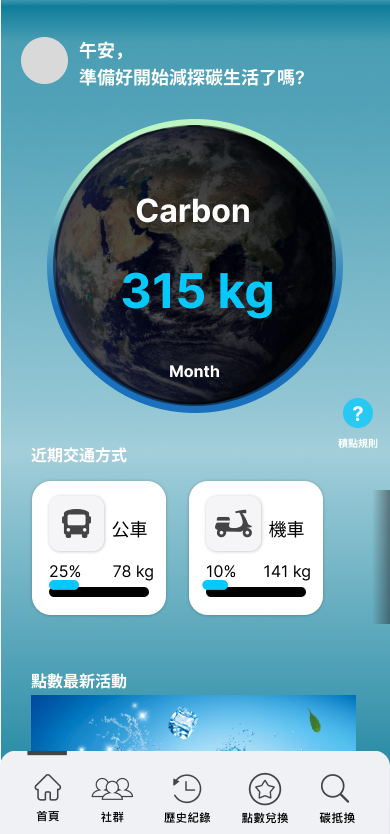 午安，
準備好開始減探碳生活了嗎?
Carbon
315 kg
Month
?
積點規則
近期交通方式
公車
25% 78 kg
機車
10% 141 kg
點數最新活動
首頁
社群
歷史紀錄
點數兌換
碳抵換